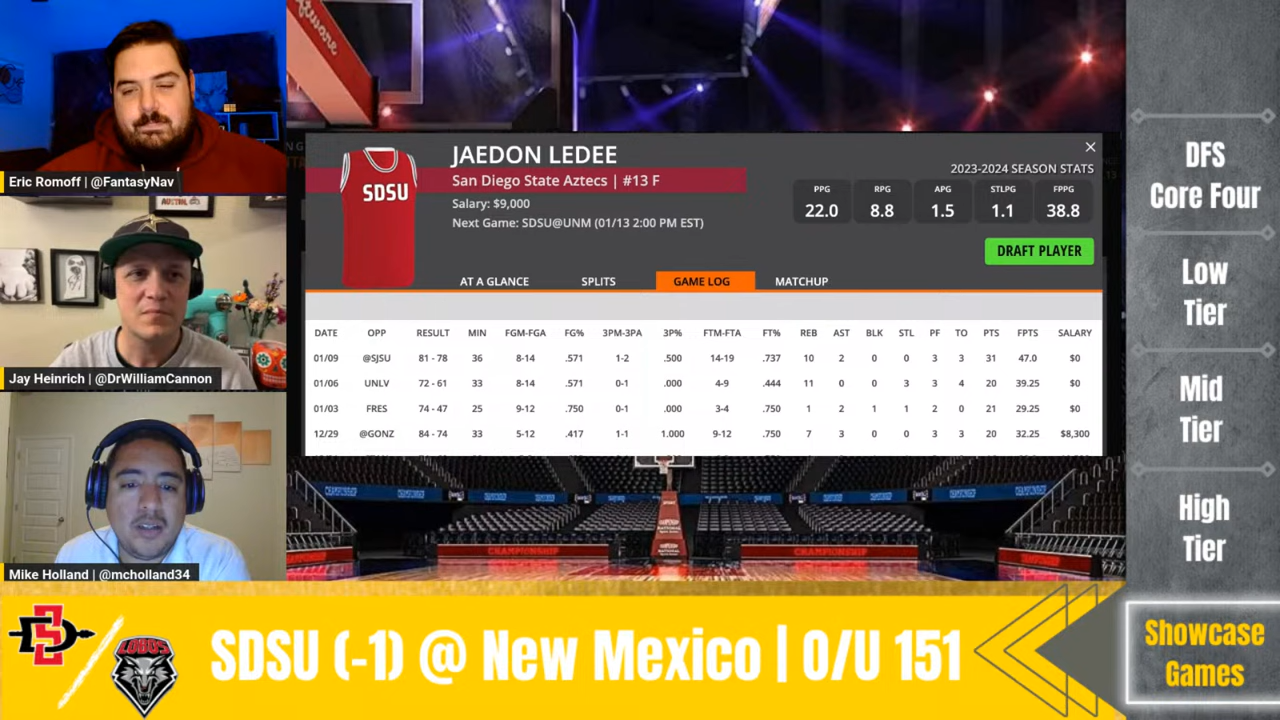 Eric Romoff | @FantasyNav
Jay Heinrich | @DrWilliamCannon
Mike Holland | @mcholland34
SDSU
JAEDON LEDEE
San Diego State Aztecs | #13 F
Salary: $9,000
Next Game: SDSU@UNM (01/13 2:00 PM EST)
2023-2024 SEASON STATS
PPG RPG APG STLPG FPPG
22.0 8.8 1.5 1.1 38.8
DRAFT PLAYER
AT A GLANCE SPLITS GAME LOG MATCHUP
DATE OPP RESULT MIN FGM-FGA FG% 3PM-3PA 3P% FTM-FTA FT% REB AST BLK STL PF TO PTS FPTS SALARY
01/09 @SJSU 81 - 78 36 8-14 .571 1-2 .500 14-19 .737 10 2 0 0 3 3 31 47.0 $0
01/06 UNLV 72 - 61 33 8-14 .571 0-1 .000 4-9 .444 11 0 0 3 3 4 20 39.25 $0
01/03 FRES 74 - 47 25 9-12 .750 0-1 .000 3-4 .750 1 2 1 1 2 0 21 29.25 $0
12/29 @GONZ 84 - 74 33 5-12 .417 1-1 1.000 9-12 .750 7 3 0 0 3 3 20 32.25 $8,300
CHAMPIONSHIP
CHAMPIONSHIP
DFS
Core Four
Low
Tier
Mid
Tier
High
Tier
Showcase
Games
LOBOS
SDSU (-1) @ New Mexico | O/U 151